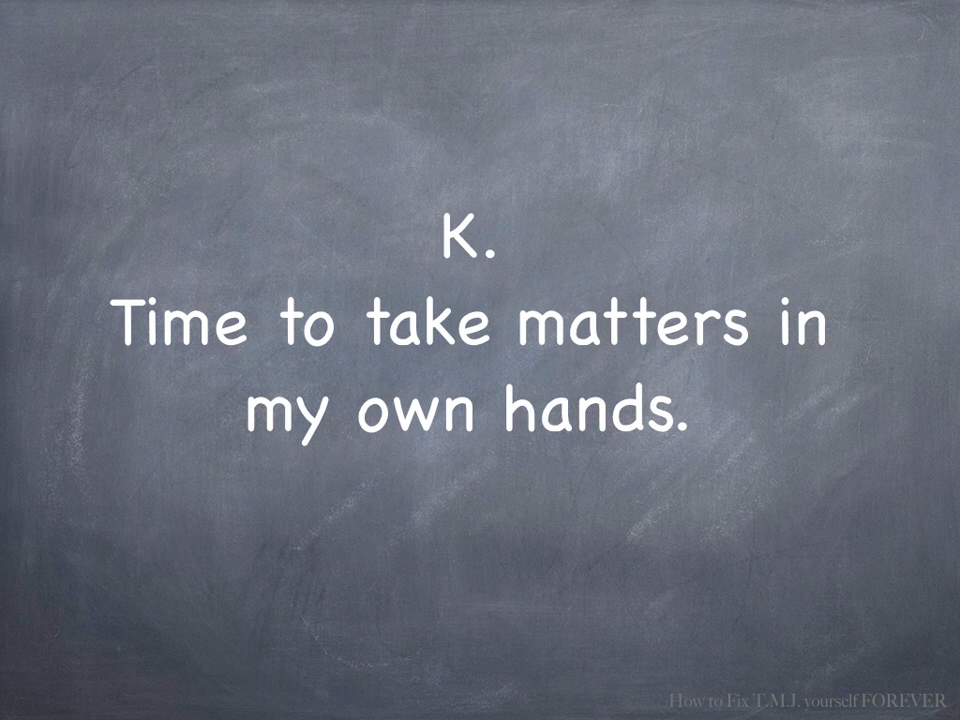 K.
Time to take matters in
my own hands.
How to Fix T.M.J. yourself FOREVER